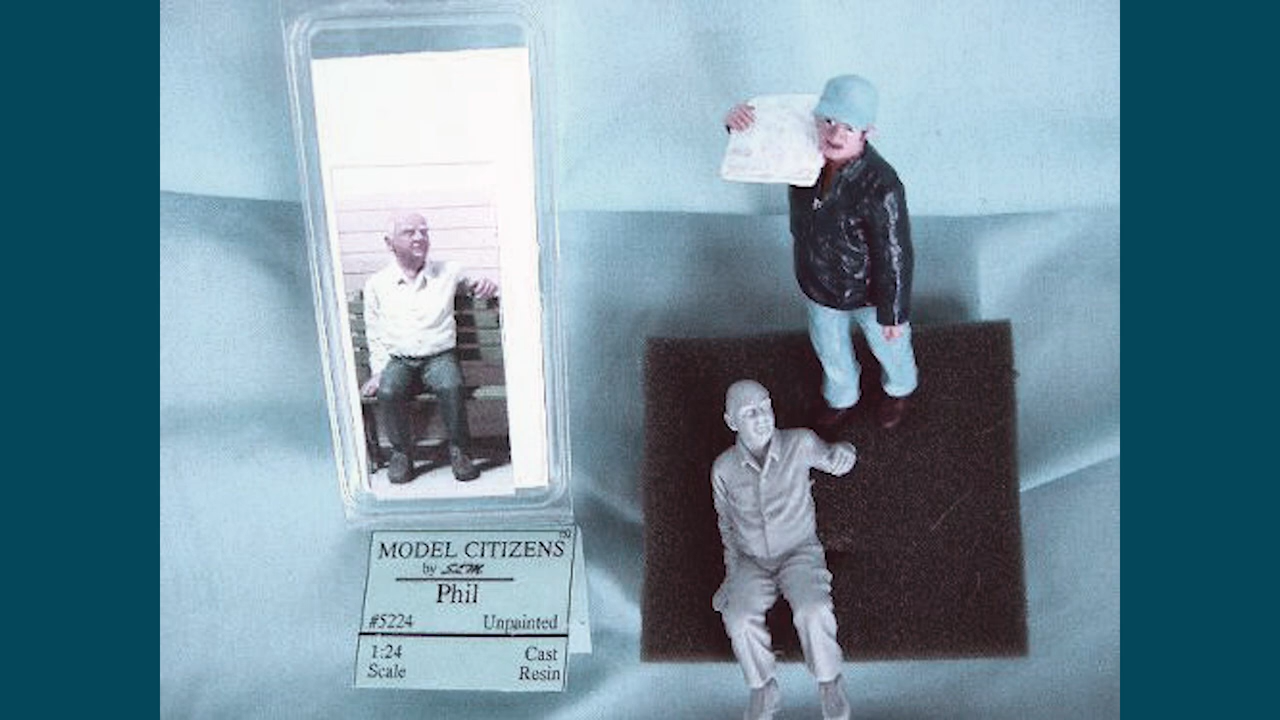 MODEL CITIZENS
by SLM
Phil
#5224 Unpainted
1:24 Cast
Scale Resin